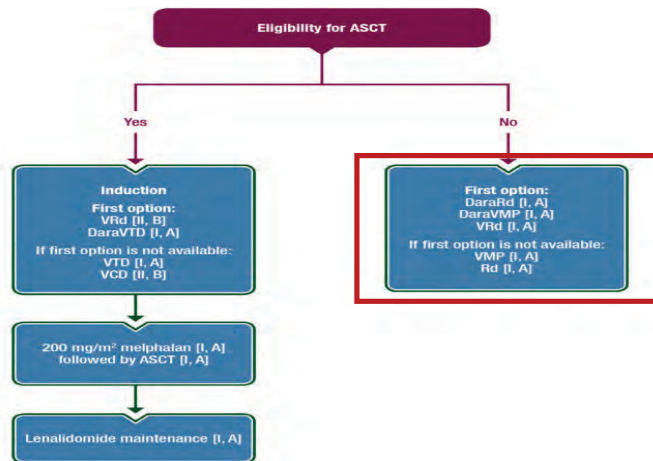 Eligibility for ASCT
Yes
No
Induction
First option:
VRd [II, B]
DaraVTD [I, A]
If first option is not available:
VTD [I, A]
VCD [II, B]
First option:
DaraRd [I, A]
DaraVMP [I, A]
VRd [I, A]
If first option is not available:
VMP [I, A]
Rd [I, A]
200 mg/m² melphalan [I, A]
followed by ASCT [I, A]
Lenalidomide maintenance [I, A]